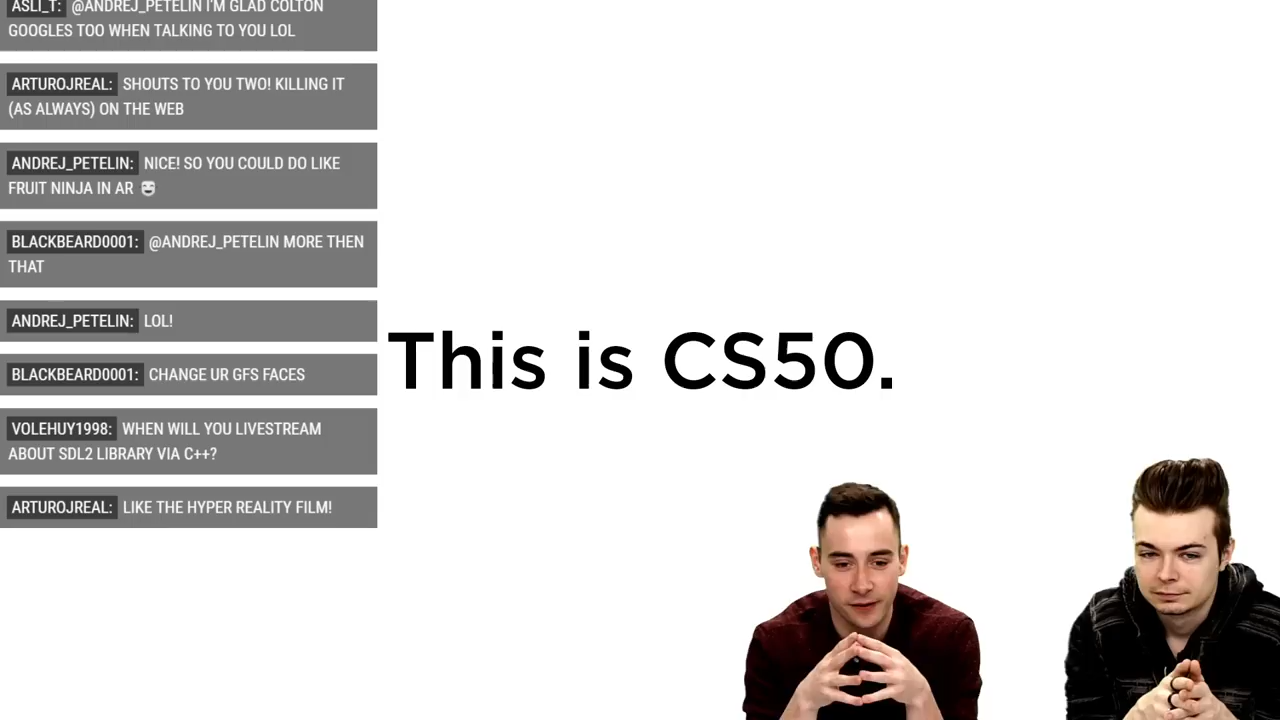 ASLI_T: @ANDREJ_PETELIN I'M GLAD COLTON
GOOGLES TOO WHEN TALKING TO YOU LOL
ARTUROJREAL: SHOUTS TO YOU TWO! KILLING IT
(AS ALWAYS) ON THE WEB
ANDREJ_PETELIN: NICE! SO YOU COULD DO LIKE
FRUIT NINJA IN AR
BLACKBEARD0001: @ANDREJ_PETELIN MORE THEN
THAT
ANDREJ_PETELIN: LOL!
BLACKBEARD0001: CHANGE UR GFS FACES
VOLEHUY1998: WHEN WILL YOU LIVESTREAM
ABOUT SDL2 LIBRARY VIA C++?
ARTUROJREAL: LIKE THE HYPER REALITY FILM!
This is CS50.